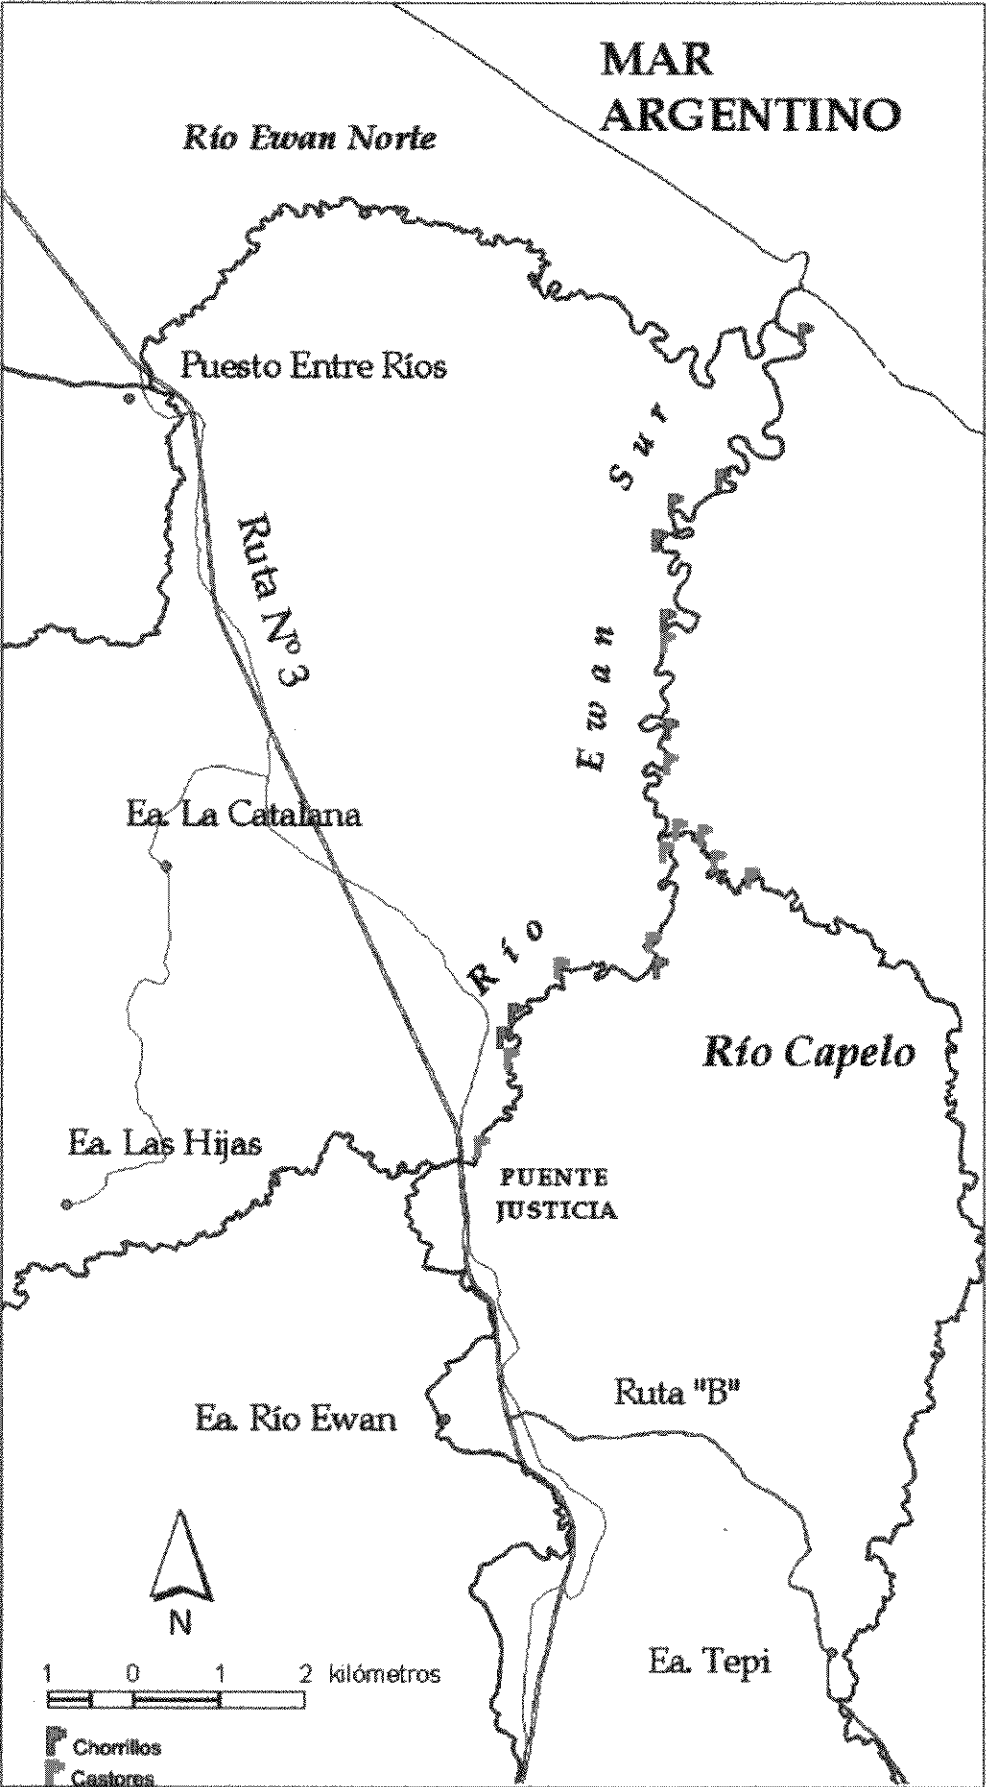 MAR
ARGENTINO
Río Ewan Norte
Puesto Entre Ríos
Ruta Nº 3
Río Ewan Sur
Ea. La Catalana
Río Capelo
Ea. Las Hijas
PUENTE
JUSTICIA
Ruta "B"
Ea. Río Ewan
N
Ea. Tepi
1 0 1 2 kilómetros
Chorrillos
Castores